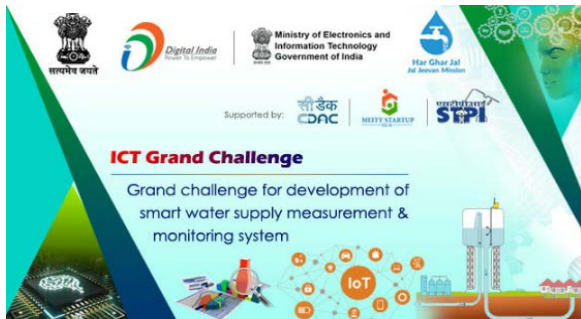 सत्यमेव जयते
Digital India
Power To Empower
Ministry of Electronics and
Information Technology
Government of India
Har Ghar Jal
Jal Jeevan Mission
Supported by:
सी डैक
CDAC
MEITY STARTUP
STPI
ICT Grand Challenge
Grand challenge for development of
smart water supply measurement &
monitoring system
IoT